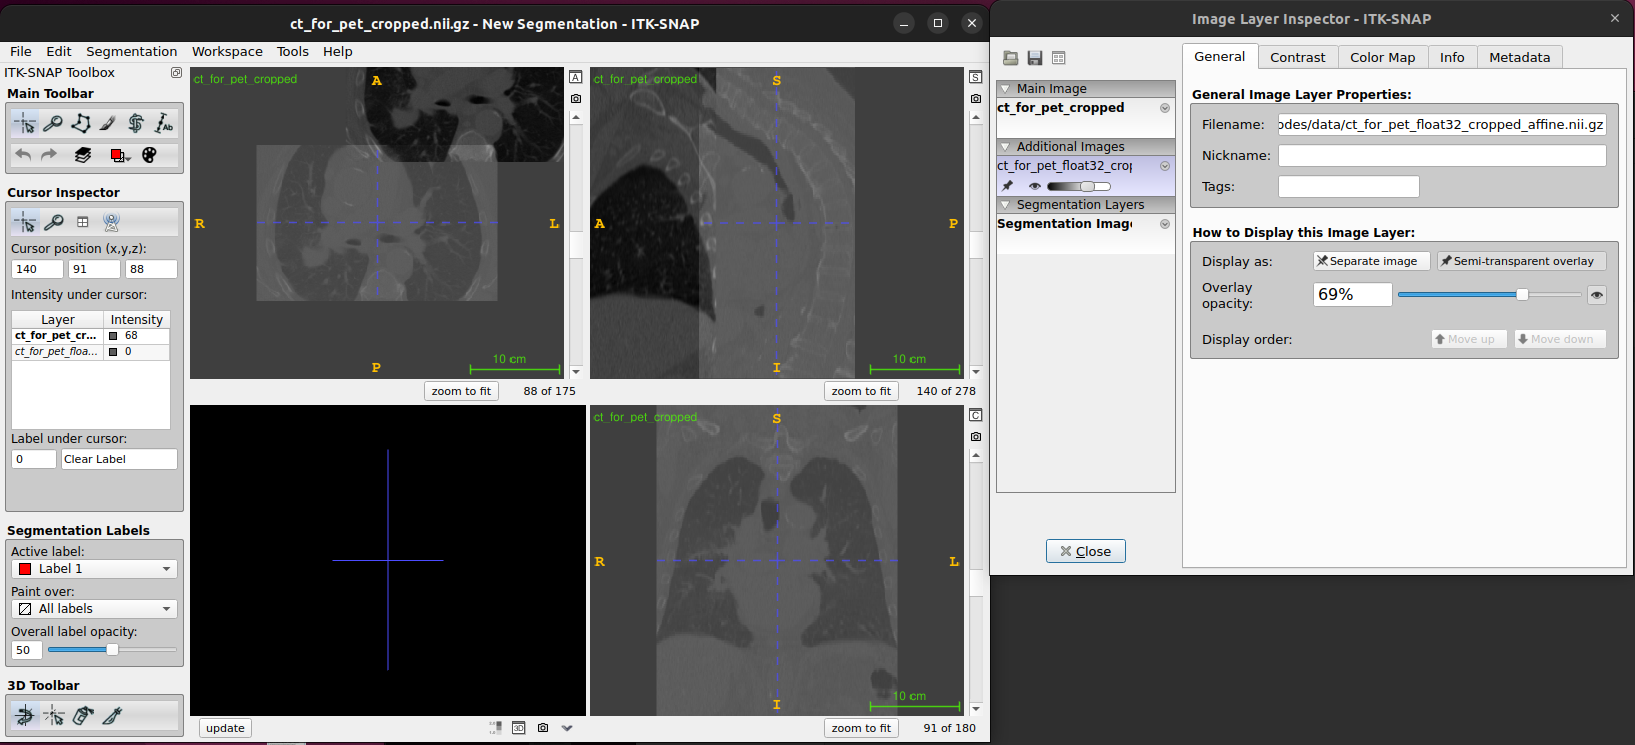 ct_for_pet_cropped.nii.gz - New Segmentation - ITK-SNAP
File Edit Segmentation Workspace Tools Help
ITK-SNAP Toolbox
Main Toolbar
Ab
Cursor Inspector
Cursor position (x,y,z):
140 91 88
Intensity under cursor:
Layer Intensity
ct_for_pet_cr... 68
ct_for_pet_floa... 0
Label under cursor:
0 Clear Label
Segmentation Labels
Active label:
Label 1
Paint over:
All labels
Overall label opacity:
50
3D Toolbar
ct_for_pet_cropped
A
R
L
P
10 cm
A
zoom to fit 88 of 175
ct_for_pet_cropped
S
A
P
I
10 cm
S
zoom to fit 140 of 278
update
3D
ct_for_pet_cropped
S
R
L
I
10 cm
C
zoom to fit 91 of 180
Image Layer Inspector - ITK-SNAP
Main Image
ct_for_pet_cropped
Additional Images
ct_for_pet_float32_crop
Segmentation Layers
Segmentation Imag
Close
General Contrast Color Map Info Metadata
General Image Layer Properties:
Filename: odes/data/ct_for_pet_float32_cropped_affine.nii.gz
Nickname:
Tags:
How to Display this Image Layer:
Display as: Separate image Semi-transparent overlay
Overlay
opacity: 69%
Display order: Move up Move down